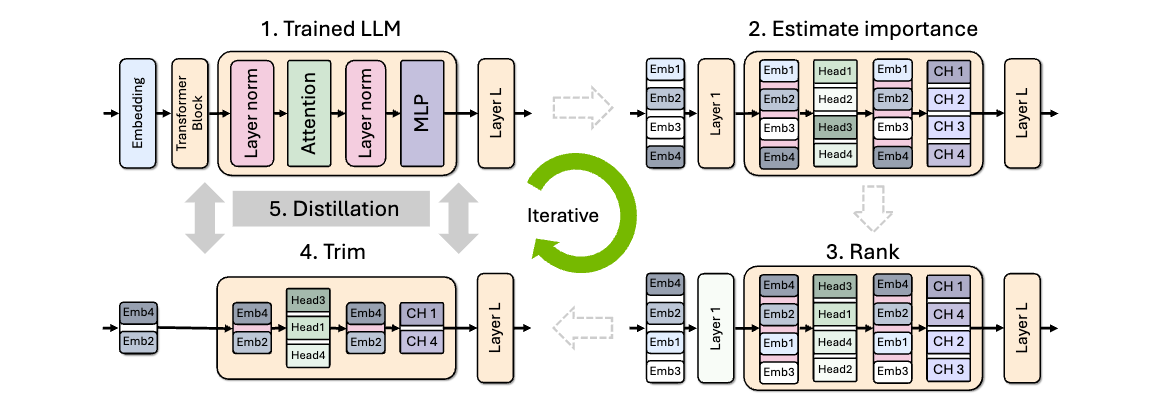 1. Trained LLM
Embedding
Transformer
Block
Layer norm
Attention
Layer norm
MLP
Layer L
2. Estimate importance
Emb1
Emb2
Emb3
Emb4
Layer 1
Emb1
Emb2
Emb3
Emb4
Head1
Head2
Head3
Head4
Emb1
Emb2
Emb3
Emb4
CH 1
CH 2
CH 3
CH 4
Layer L
5. Distillation
Iterative
4. Trim
Emb4
Emb2
Emb4
Emb2
Head3
Head1
Head4
Emb4
Emb2
CH 1
CH 4
Layer L
3. Rank
Emb4
Emb2
Emb1
Emb3
Layer 1
Emb4
Emb2
Emb1
Emb3
Head3
Head1
Head4
Head2
Emb4
Emb2
Emb1
Emb3
CH 1
CH 4
CH 2
CH 3
Layer L